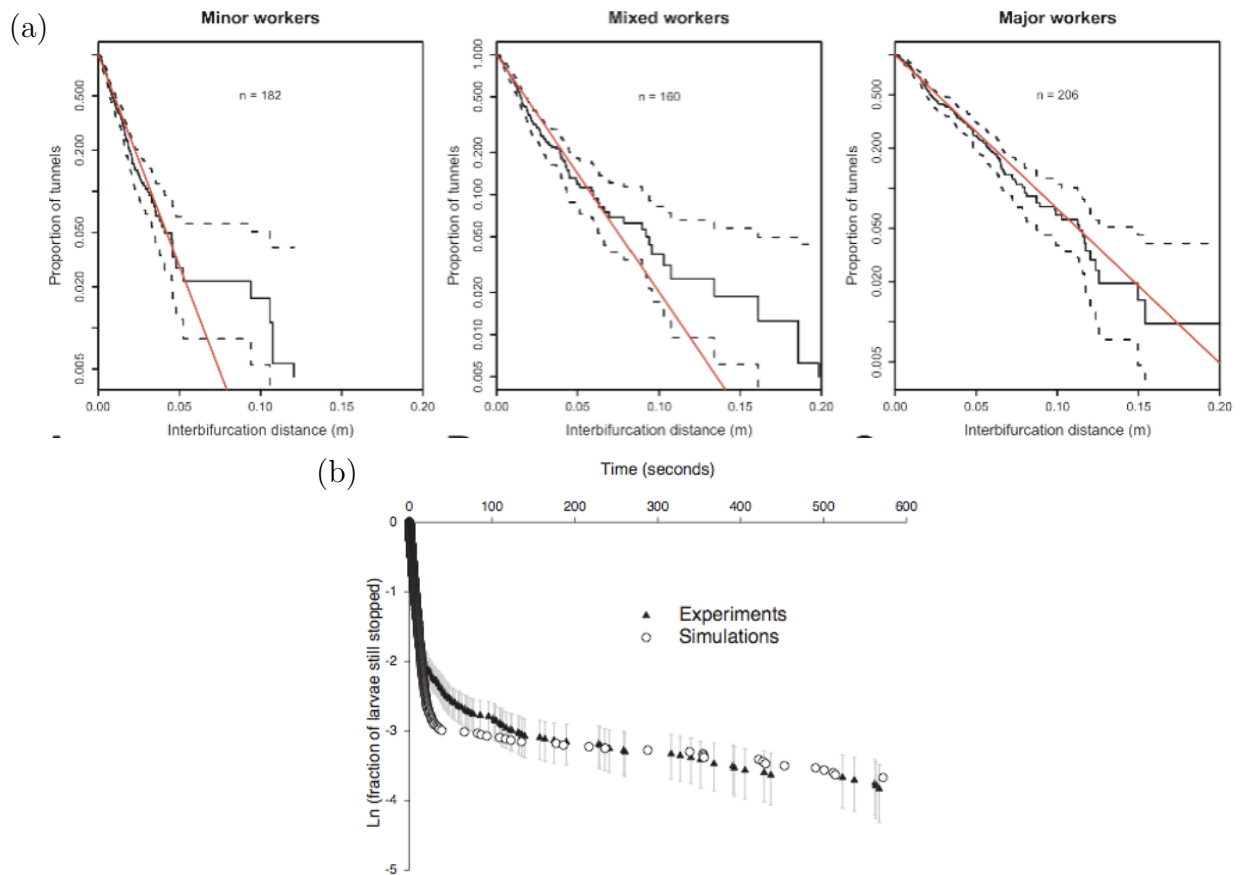 (a)
Minor workers
Mixed workers
Major workers
Proportion of tunnels
0.500
0.200
0.050
0.020
0.005
n = 182
0.00 0.05 0.10 0.15 0.20
Interbifurcation distance (m)
Proportion of tunnels
1.000
0.500
0.200
0.100
0.050
0.020
0.010
0.005
n = 160
0.00 0.05 0.10 0.15 0.20
Interbifurcation distance (m)
Proportion of tunnels
0.500
0.200
0.050
0.020
0.005
n = 206
0.00 0.05 0.10 0.15 0.20
Interbifurcation distance (m)
(b)
Time (seconds)
0 100 200 300 400 500 600
Ln (fraction of larvae still stopped)
0
-1
-2
-3
-4
-5
Experiments
Simulations